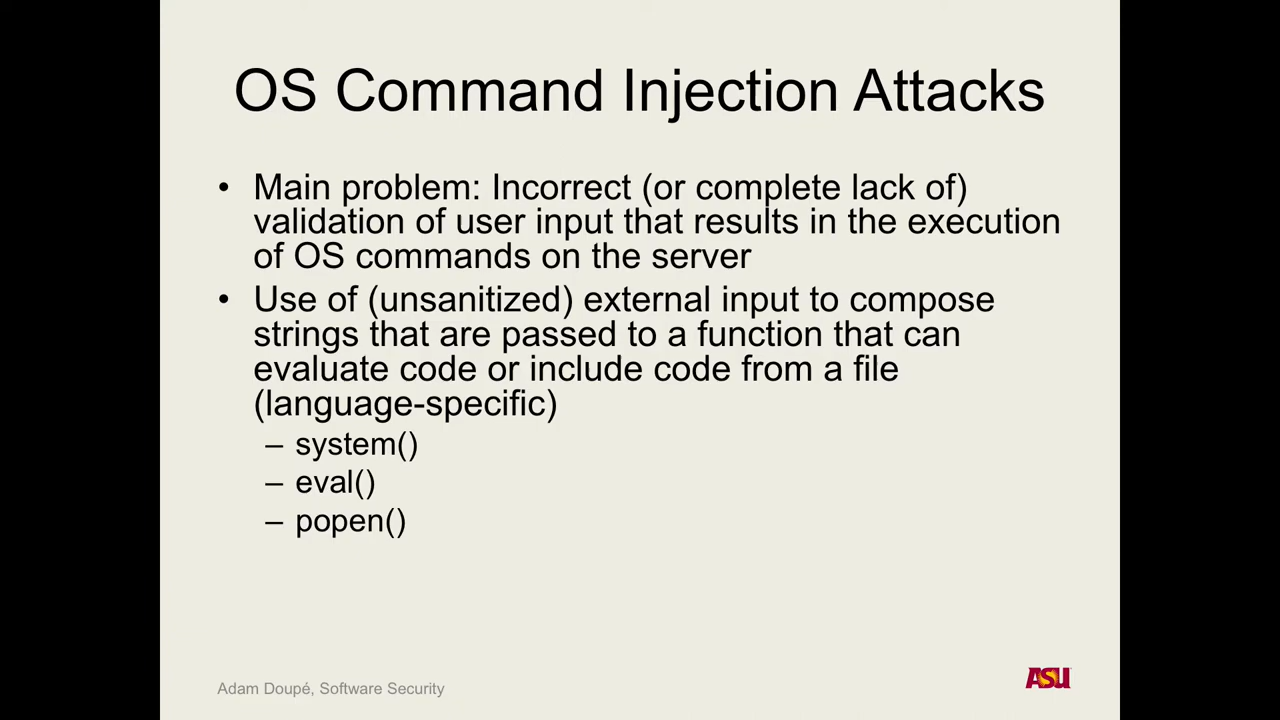 OS Command Injection Attacks
• Main problem: Incorrect (or complete lack of)
validation of user input that results in the execution
of OS commands on the server
• Use of (unsanitized) external input to compose
strings that are passed to a function that can
evaluate code or include code from a file
(language-specific)
– system()
– eval()
– popen()
Adam Doupé, Software Security
ASU